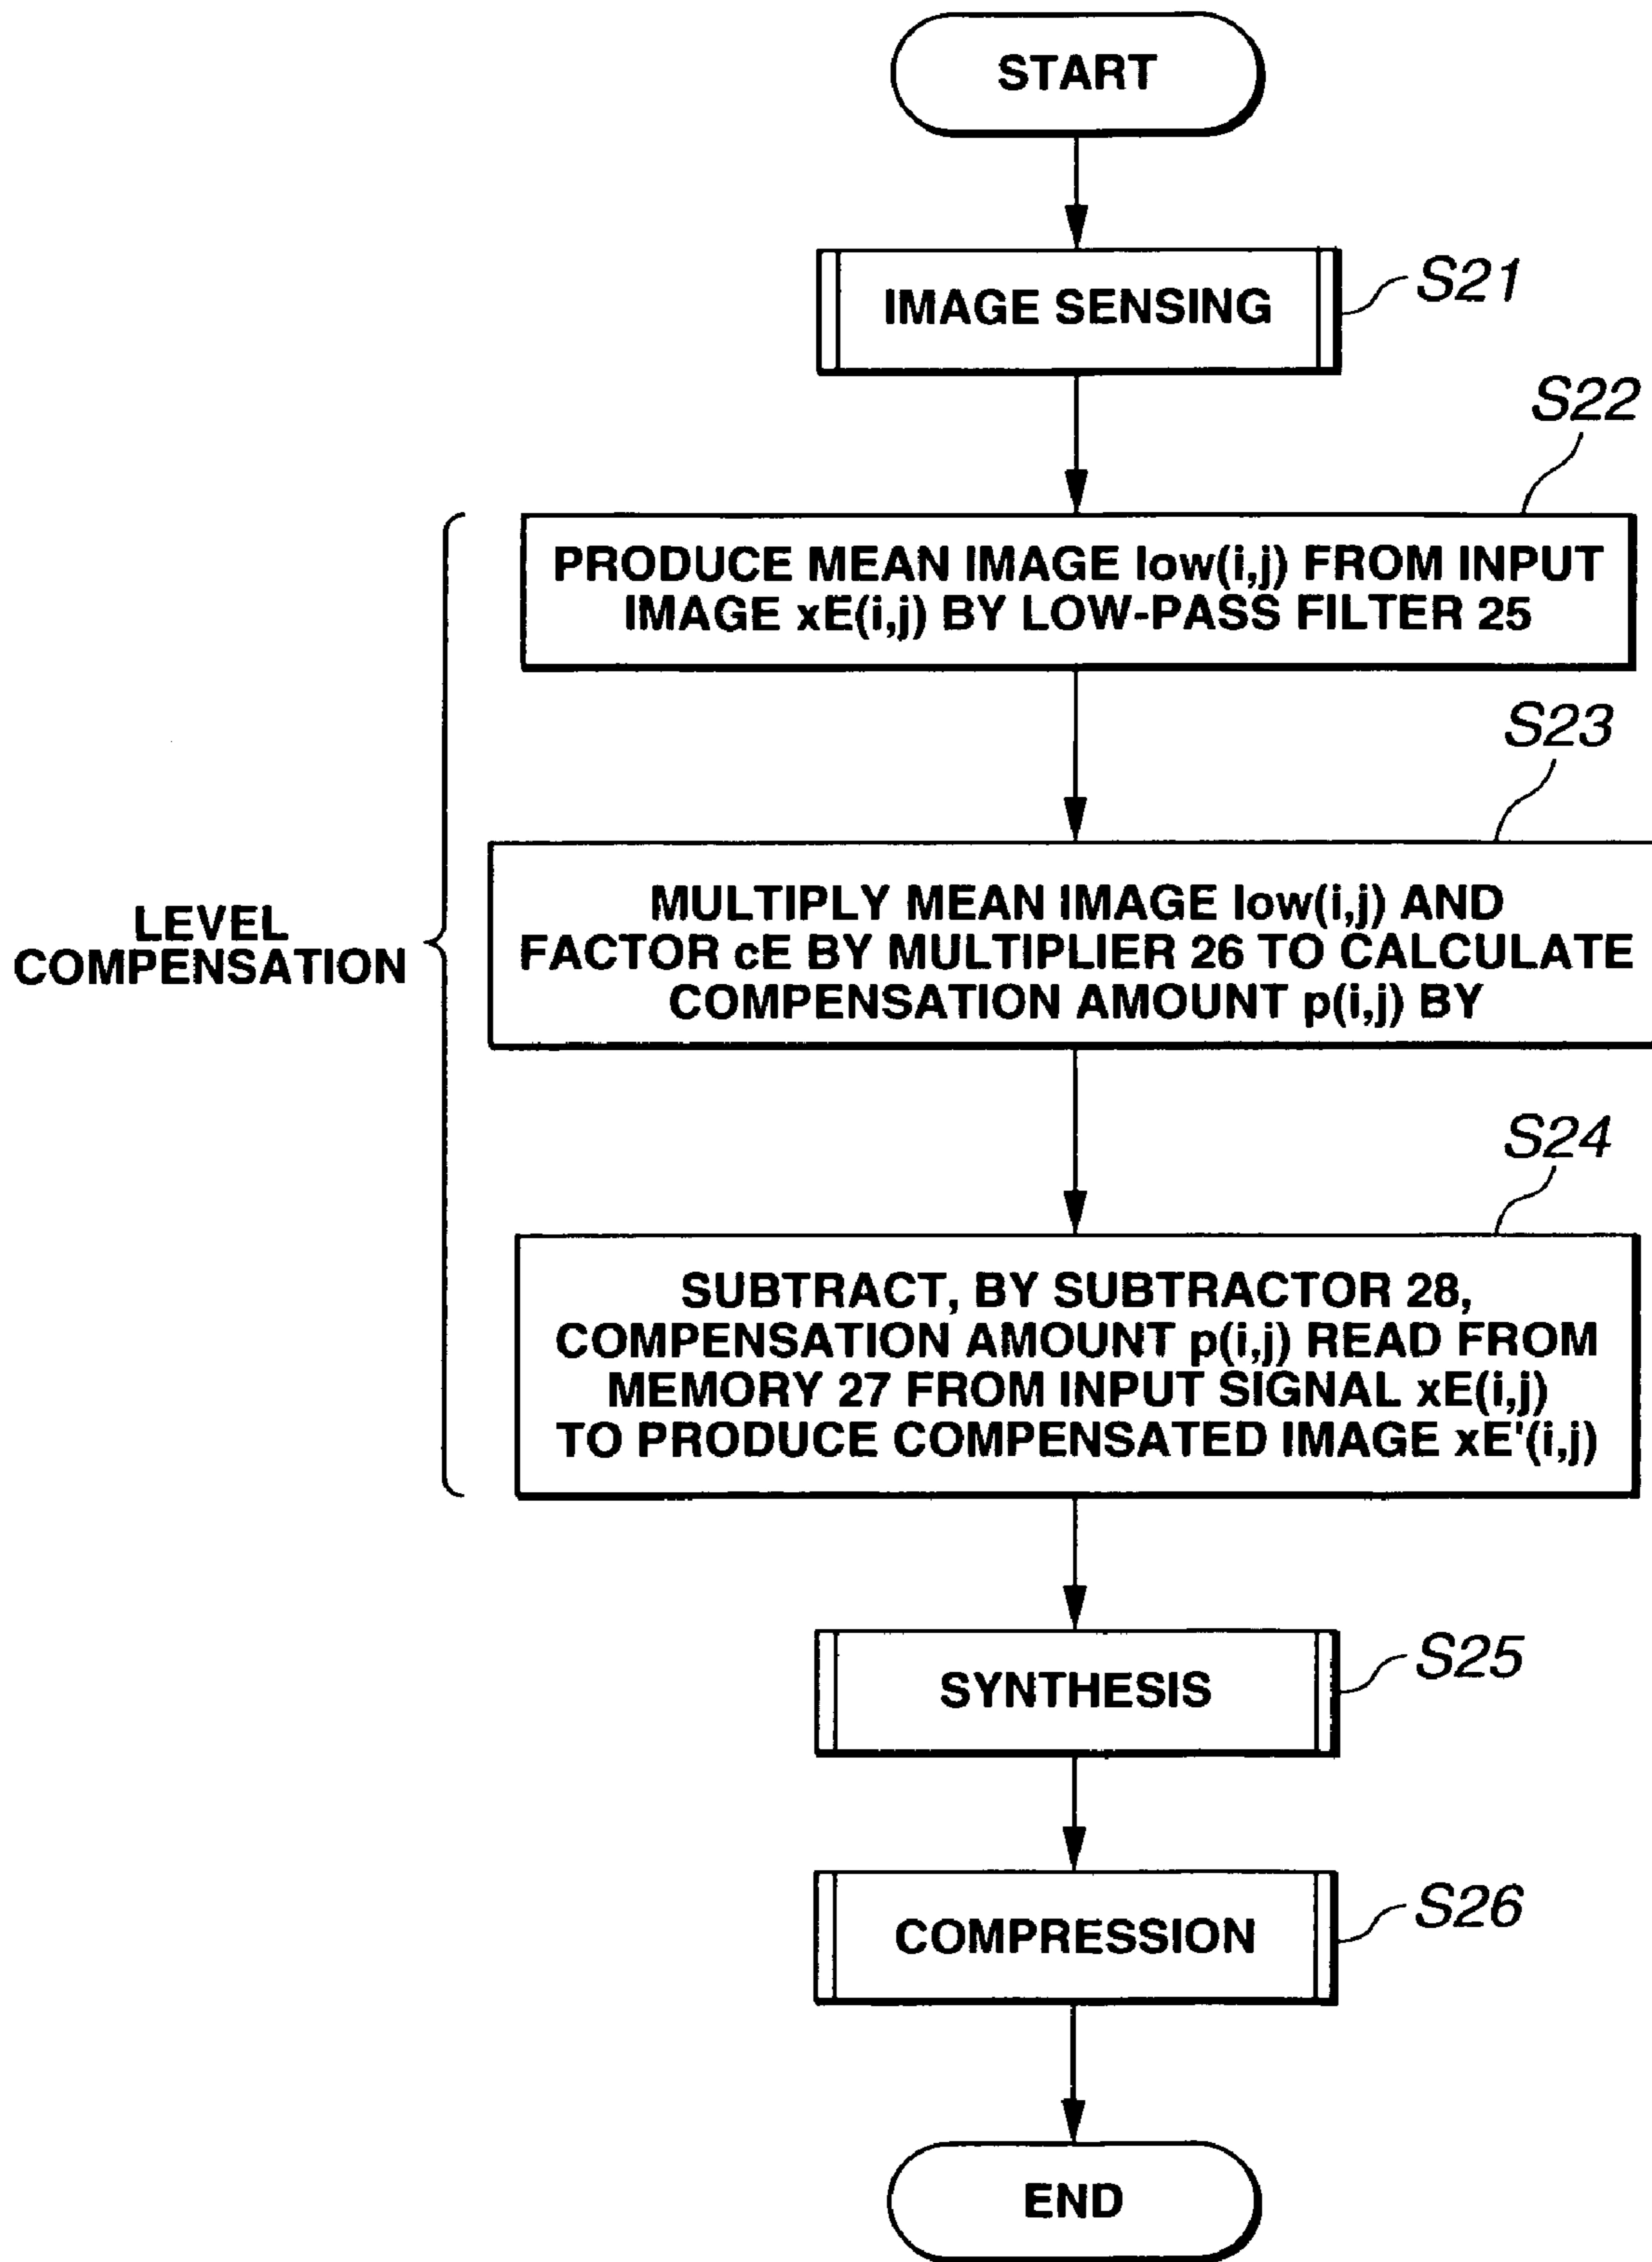 START
IMAGE SENSING
S21
S22
PRODUCE MEAN IMAGE low(i,j) FROM INPUT
IMAGE xE(i,j) BY LOW-PASS FILTER 25
S23
LEVEL
COMPENSATION
MULTIPLY MEAN IMAGE low(i,j) AND
FACTOR cE BY MULTIPLIER 26 TO CALCULATE
COMPENSATION AMOUNT p(i,j) BY
S24
SUBTRACT, BY SUBTRACTOR 28,
COMPENSATION AMOUNT p(i,j) READ FROM
MEMORY 27 FROM INPUT SIGNAL xE(i,j)
TO PRODUCE COMPENSATED IMAGE xE'(i,j)
SYNTHESIS
S25
COMPRESSION
S26
END